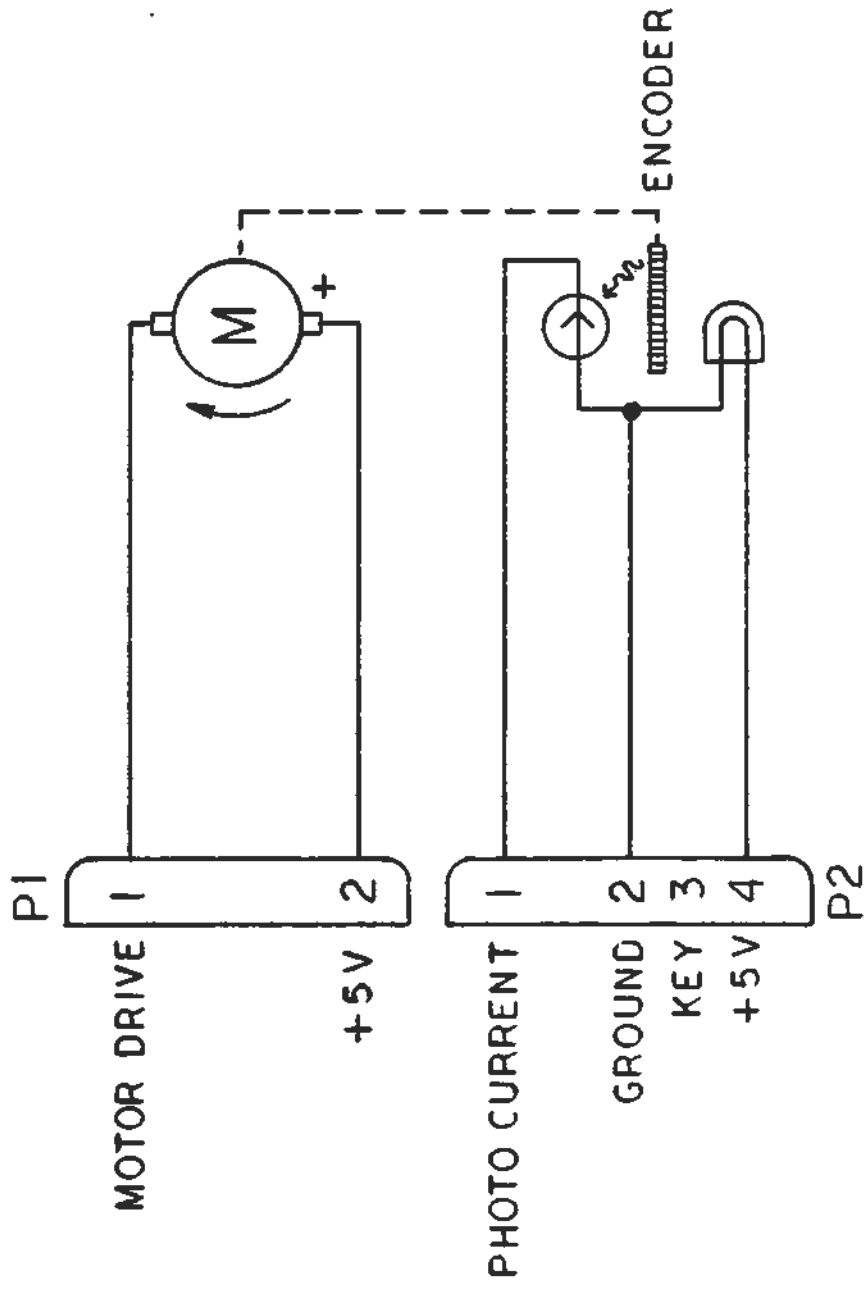 P1
MOTOR DRIVE 1
+5V 2
M
+
PHOTO CURRENT 1
GROUND 2
KEY 3
+5V 4
P2
ENCODER